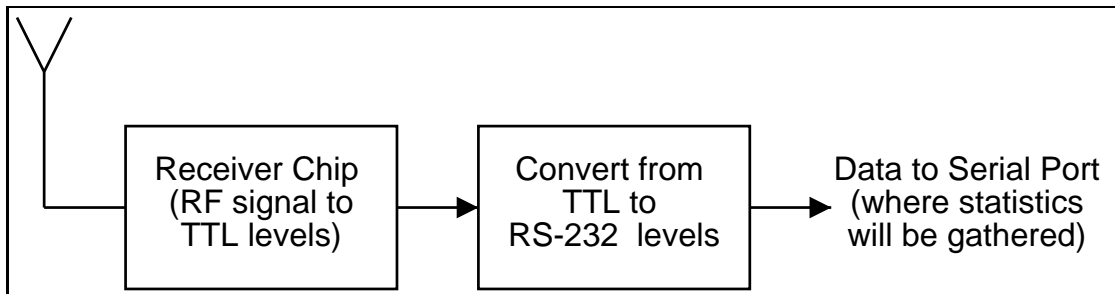 Receiver Chip
(RF signal to
TTL levels)
Convert from
TTL to
RS-232 levels
Data to Serial Port
(where statistics
will be gathered)